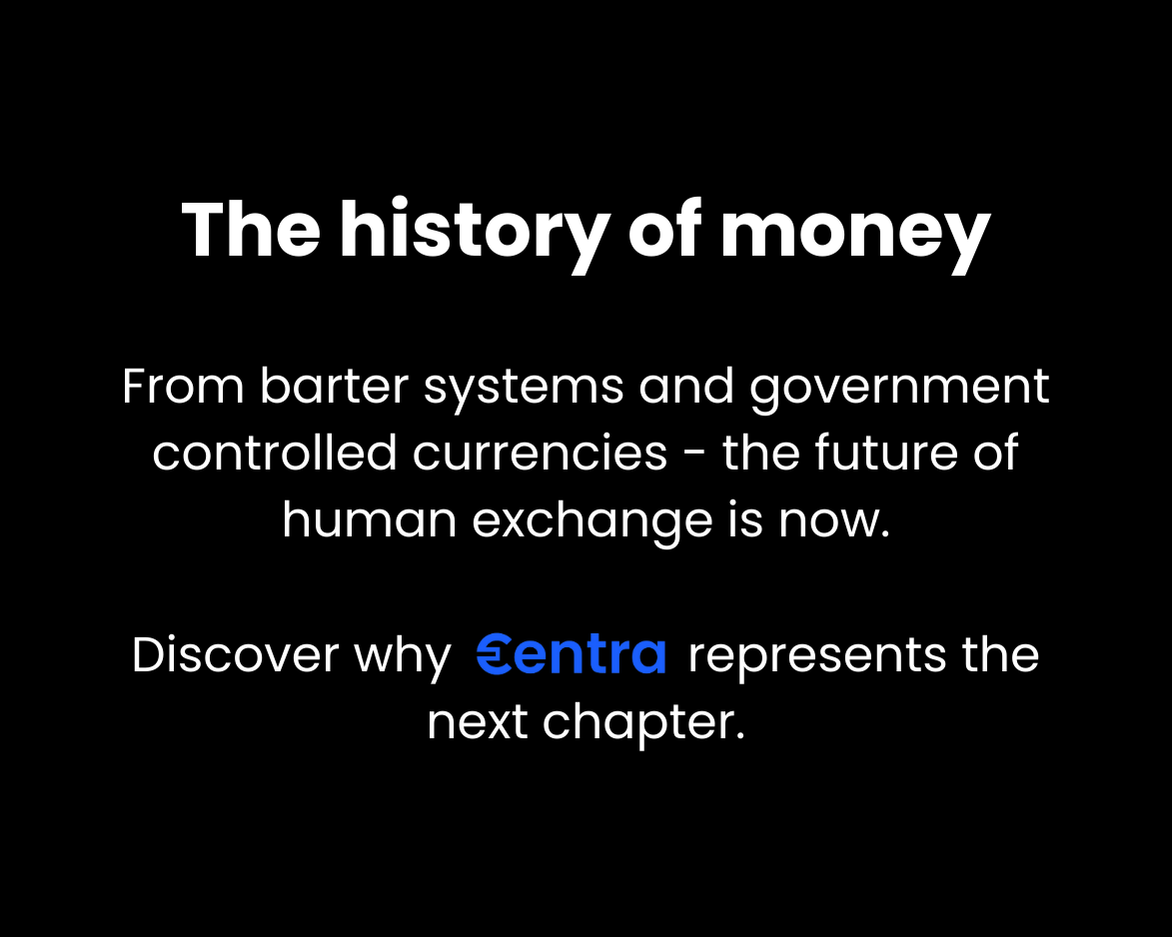 The history of money
From barter systems and government
controlled currencies - the future of
human exchange is now.
Discover why Centra represents the
next chapter.